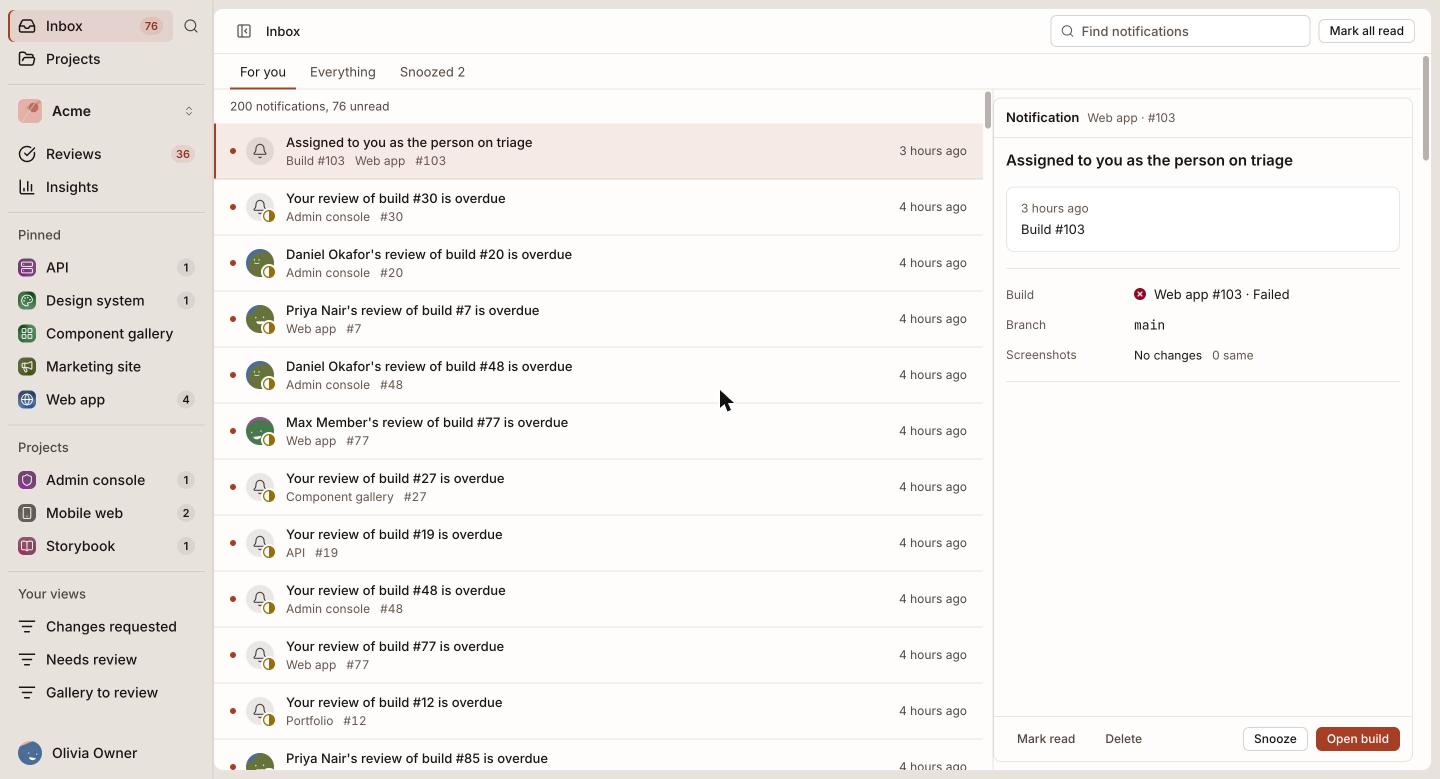 Inbox
76
Projects
Acme
Reviews
36
Insights
Pinned
API
1
Design system
1
Component gallery
Marketing site
Web app
4
Projects
Admin console
1
Mobile web
2
Storybook
1
Your views
Changes requested
Needs review
Gallery to review
Olivia Owner
Inbox
Find notifications
Mark all read
For you
Everything
Snoozed 2
200 notifications, 76 unread
Assigned to you as the person on triage
Build #103 Web app #103
3 hours ago
Your review of build #30 is overdue
Admin console #30
4 hours ago
Daniel Okafor's review of build #20 is overdue
Admin console #20
4 hours ago
Priya Nair's review of build #7 is overdue
Web app #7
4 hours ago
Daniel Okafor's review of build #48 is overdue
Admin console #48
4 hours ago
Max Member's review of build #77 is overdue
Web app #77
4 hours ago
Your review of build #27 is overdue
Component gallery #27
4 hours ago
Your review of build #19 is overdue
API #19
4 hours ago
Your review of build #48 is overdue
Admin console #48
4 hours ago
Your review of build #77 is overdue
Web app #77
4 hours ago
Your review of build #12 is overdue
Portfolio #12
4 hours ago
Priya Nair's review of build #85 is overdue
4 hours ago
Notification Web app · #103
Assigned to you as the person on triage
3 hours ago
Build #103
Build
Web app #103 · Failed
Branch
main
Screenshots
No changes 0 same
Mark read
Delete
Snooze
Open build